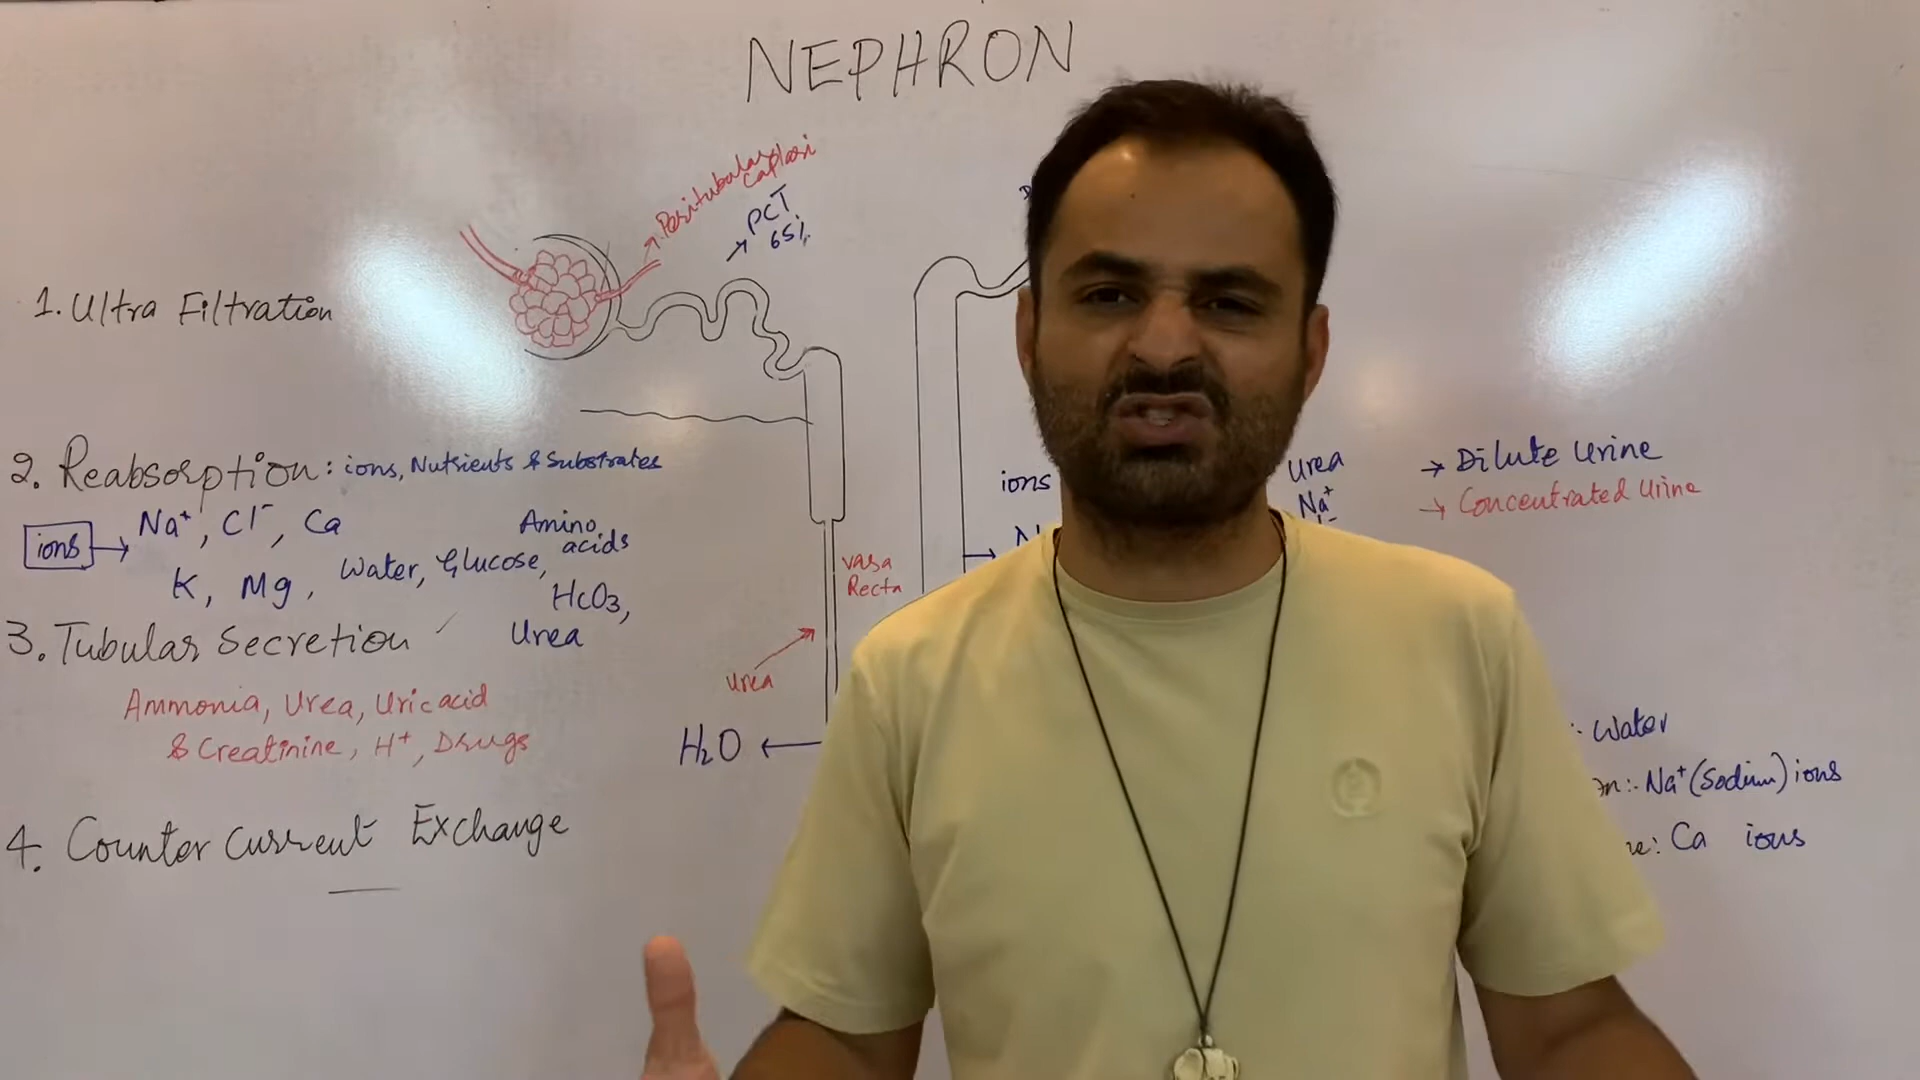 NEPHRON
Peritubular
Caplari
PCT
65%
1. Ultra Filtration
2. Reabsorption: ions, Nutrients & Substrates
ions → Na⁺, Cl⁻, Ca
K, Mg, Water, Glucose, Amino acids
HCO3,
Urea
3. Tubular Secretion
Ammonia, Urea, Uric acid
& Creatinine, H⁺, Drugs
4. Counter Current Exchange
vasa
Recta
Urea
H₂O
ions
Urea
Na⁺
→ Dilute Urine
→ Concentrated Urine
: Water
: Na⁺ (Sodium) ions
: Ca ions